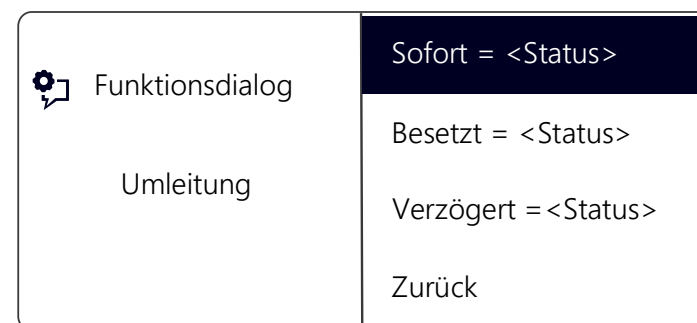 Funktionsdialog
Umleitung
Sofort = <Status>
Besetzt = <Status>
Verzögert =<Status>
Zurück